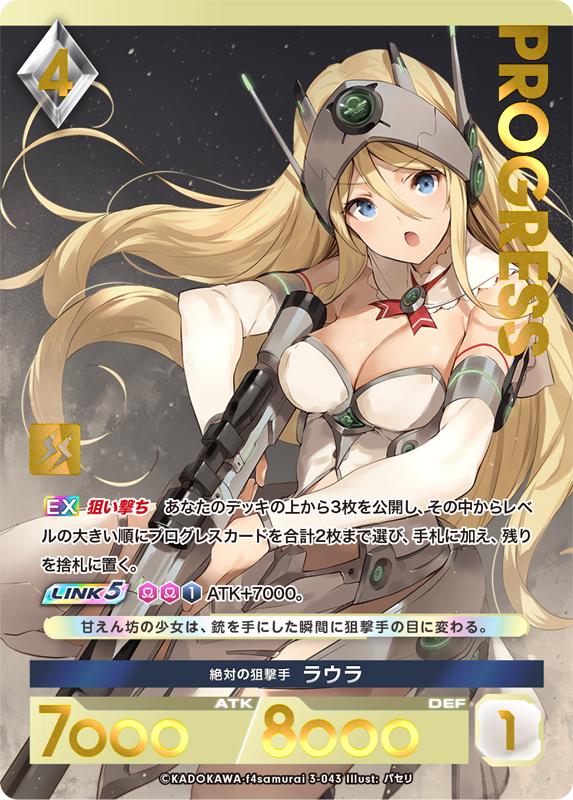 4
PROGRESS
EX 狙い撃ち あなたのデッキの上から3枚を公開し、その中からレベ
ルの大きい順にプログレスカードを合計2枚まで選び、手札に加え、残り
を捨札に置く。
LINK5 Ω Ω 1 ATK+7000。
甘えん坊の少女は、銃を手にした瞬間に狙撃手の目に変わる。
絶対の狙撃手 ラウラ
ATK DEF
7000 8000 1
©KADOKAWA-f4samurai 3-043 Illust: パセリ